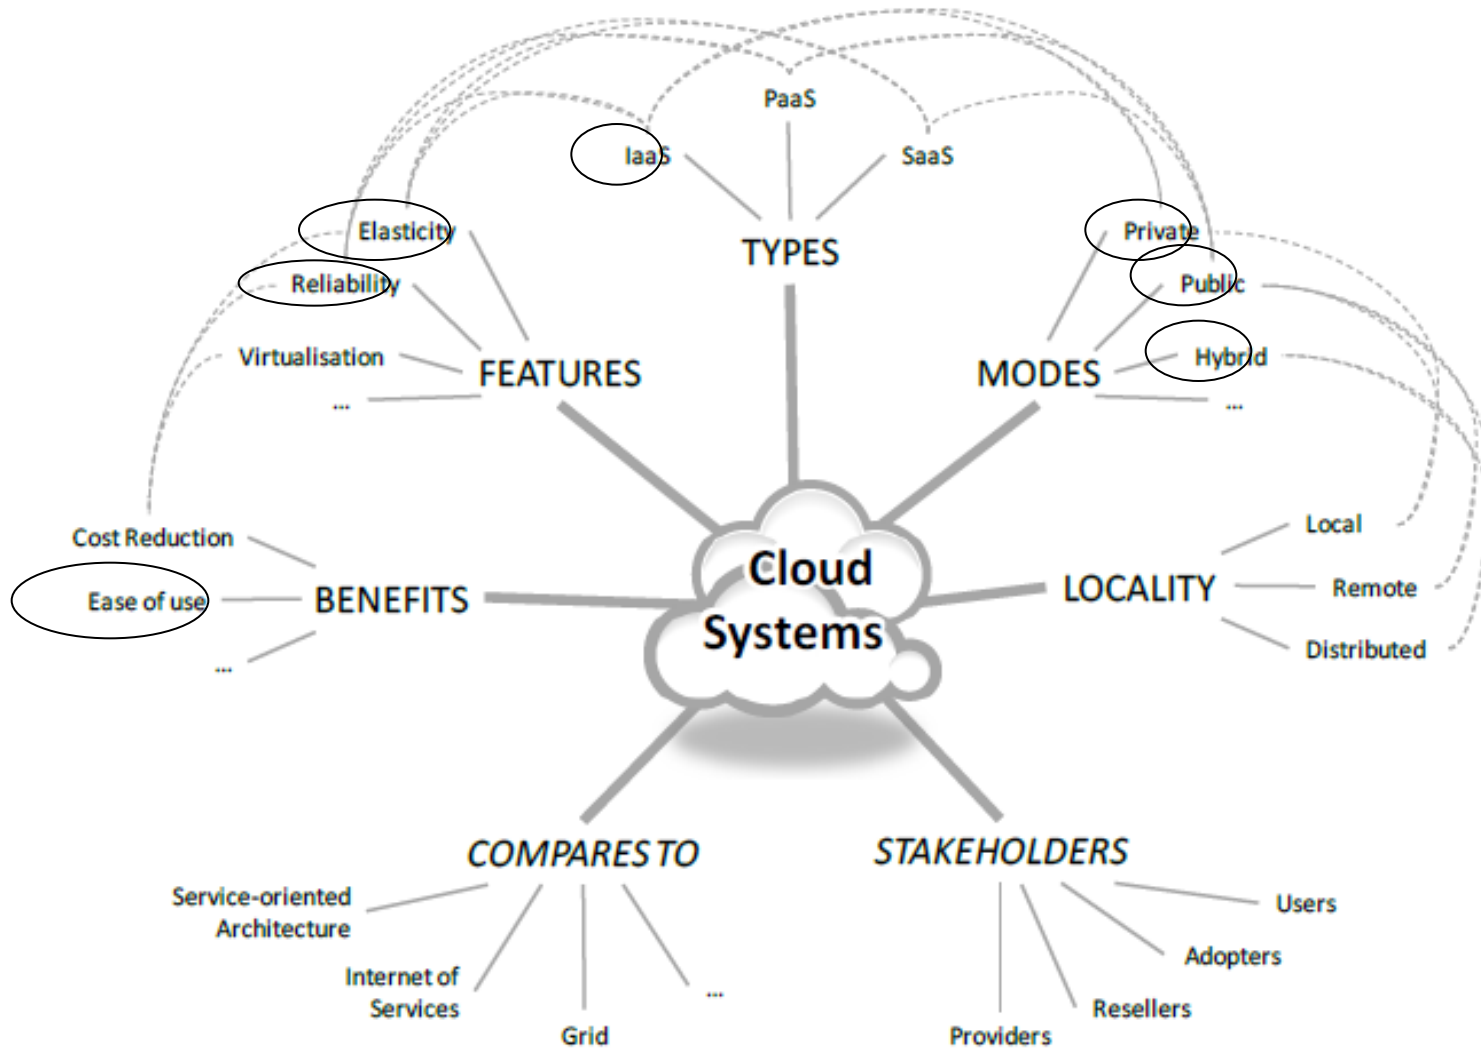 PaaS
IaaS
SaaS
TYPES
Elasticity
Reliability
Virtualisation
...
FEATURES
Private
Public
Hybrid
...
MODES
Cost Reduction
Ease of use
...
BENEFITS
Cloud
Systems
LOCALITY
Local
Remote
Distributed
COMPARES TO
Service-oriented
Architecture
Internet of
Services
Grid
...
STAKEHOLDERS
Users
Adopters
Resellers
Providers